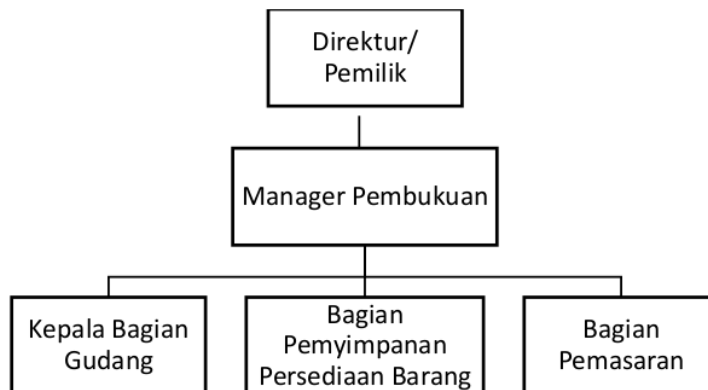 Direktur/
Pemilik
Manager Pembukuan
Kepala Bagian
Gudang
Bagian
Pemyimpanan
Persediaan Barang
Bagian
Pemasaran